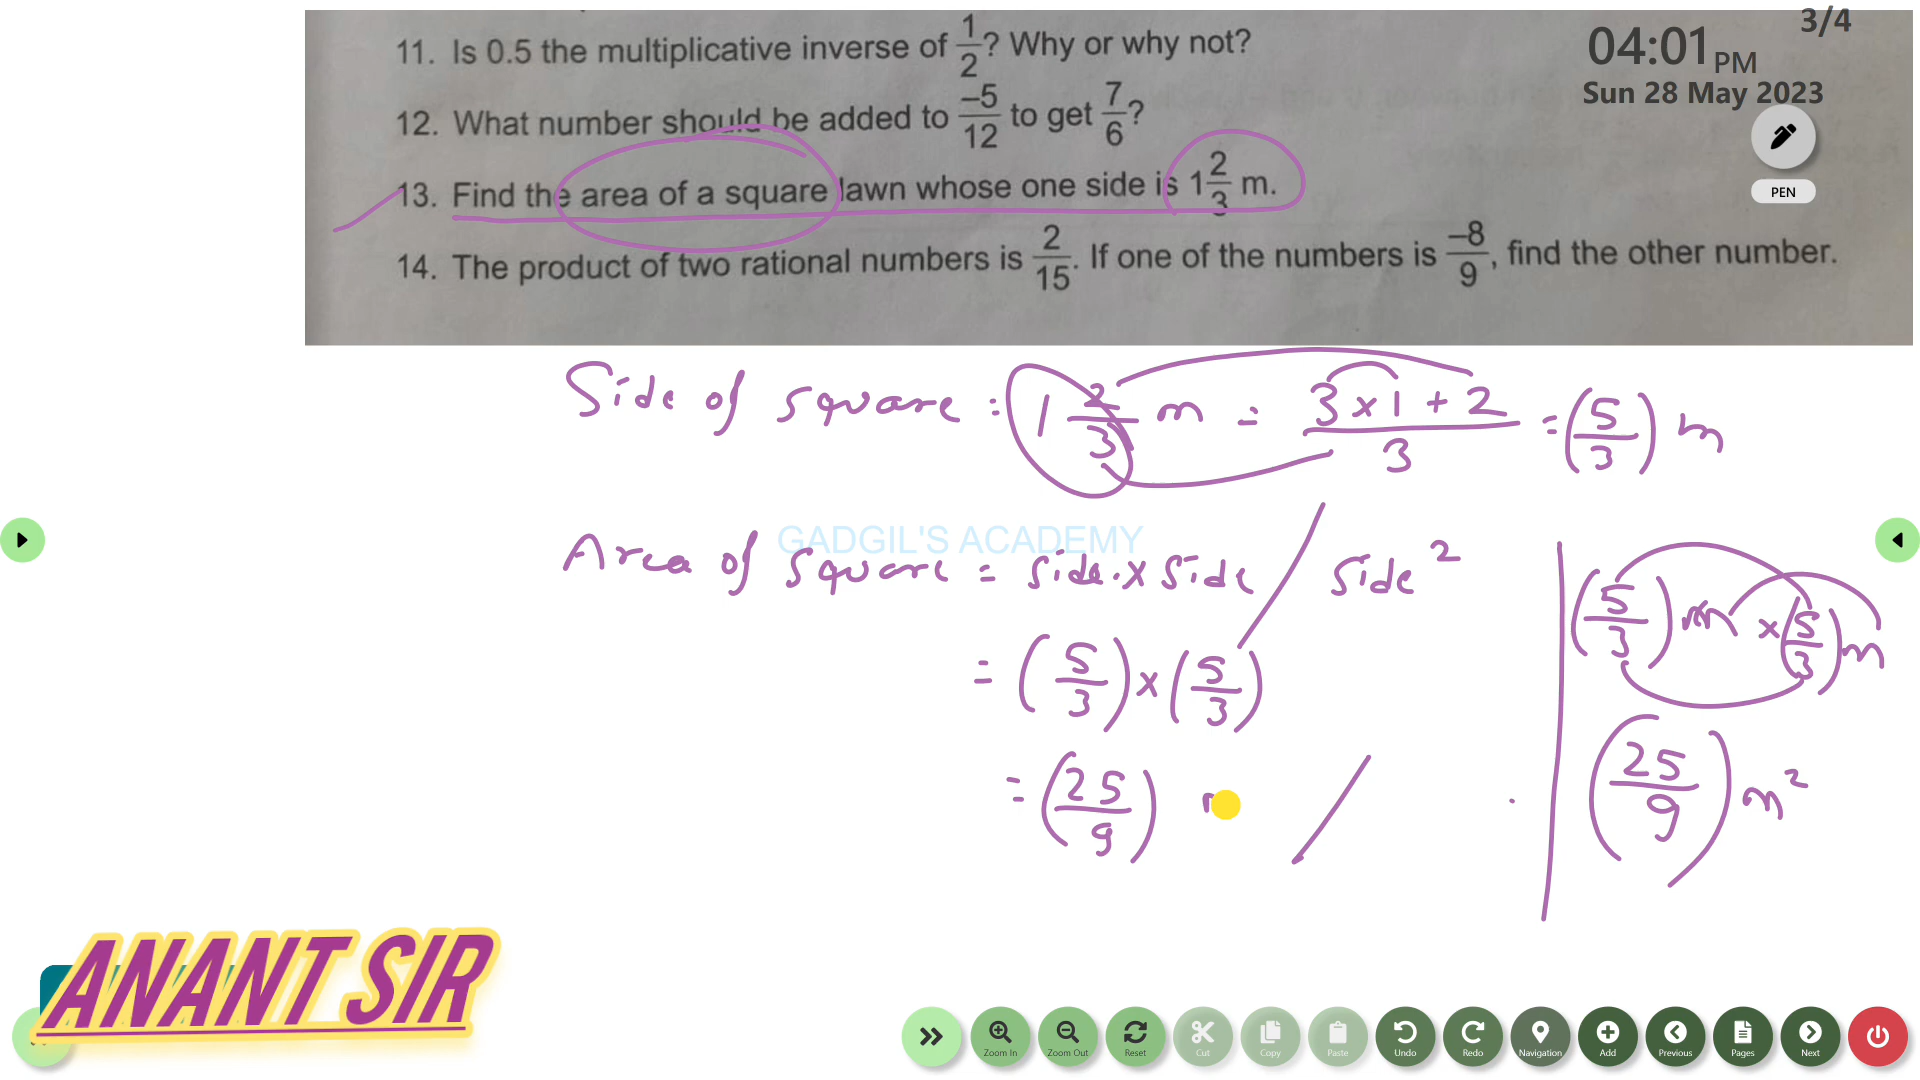 3/4
04:01 PM
Sun 28 May 2023
PEN
11. Is 0.5 the multiplicative inverse of 1/2? Why or why not?
12. What number should be added to –5/12 to get 7/6?
13. Find the area of a square lawn whose one side is 1 2/3 m.
14. The product of two rational numbers is 2/15. If one of the numbers is –8/9, find the other number.
Side of square = 1 2/3 m = (3 x 1 + 2)/3 = (5/3) m
GADGIL'S ACADEMY
Area of square = side x side / side²
= (5/3) x (5/3)
= (25/9)
(5/3) m x (5/3) m
(25/9) m²
ANANT SIR
Zoom In Zoom Out Reset Cut Copy Paste Undo Redo Navigation Add Previous Pages Next